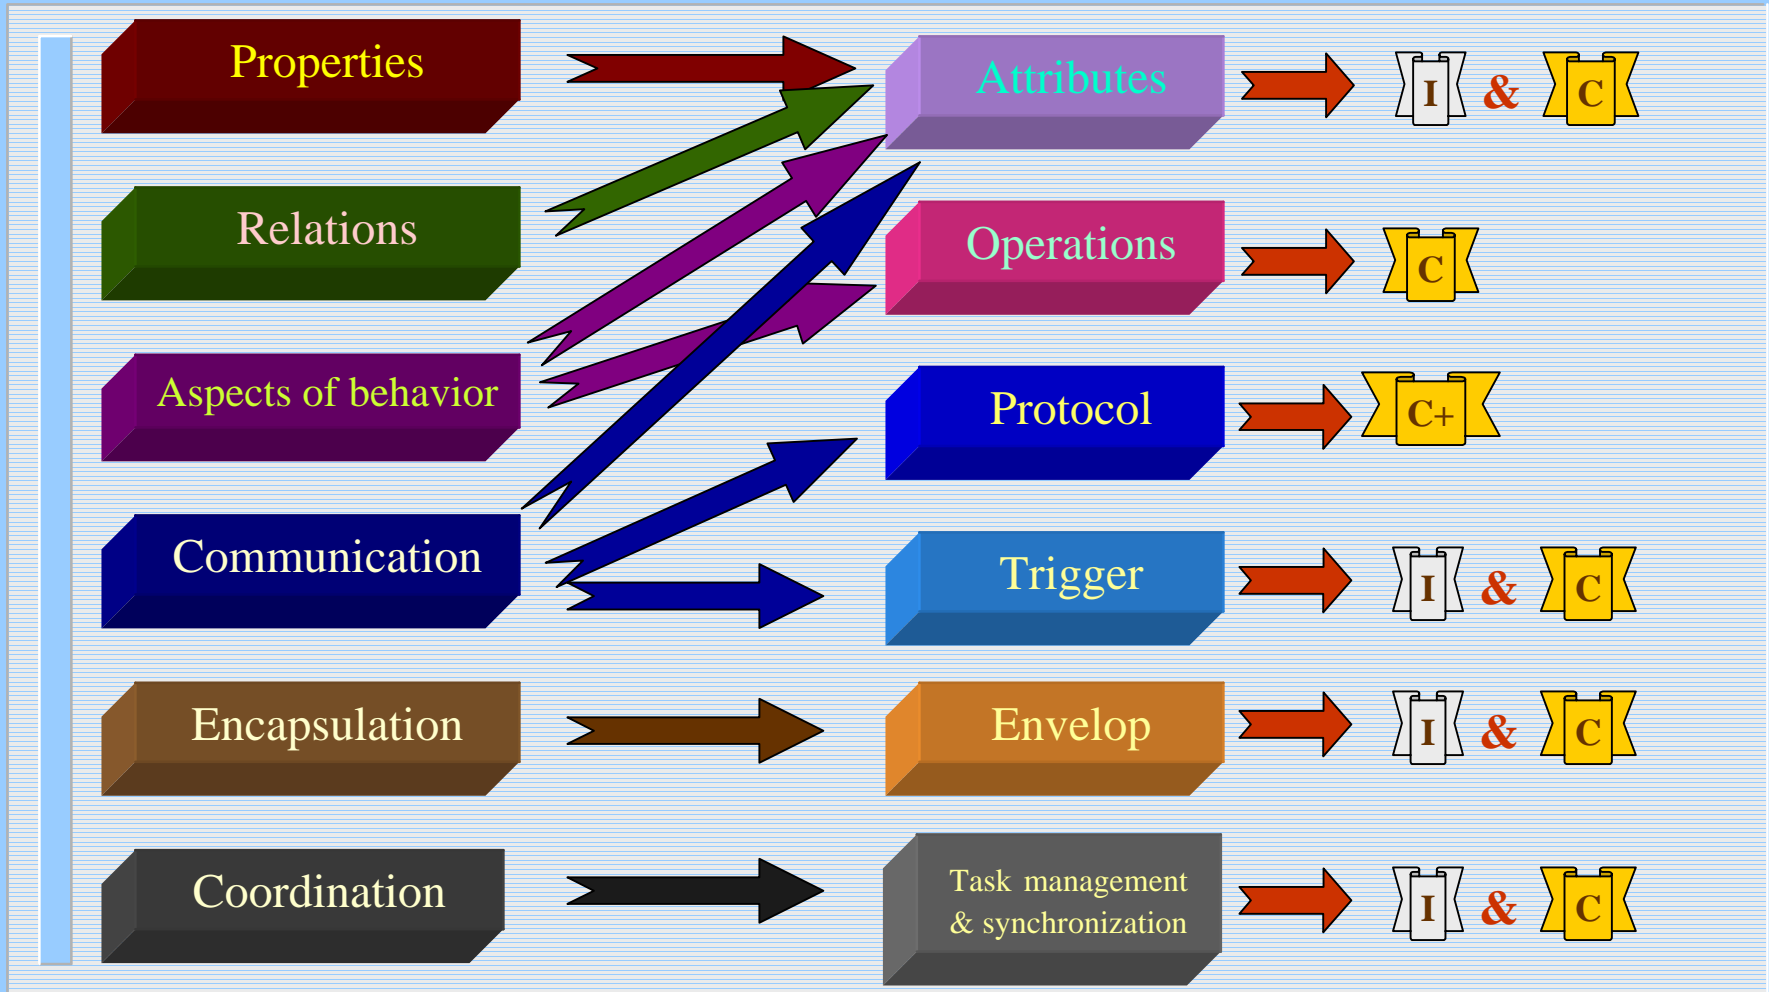 Properties
Attributes
I & C
Relations
Operations
C
Aspects of behavior
Protocol
C+
Communication
Trigger
I & C
Encapsulation
Envelop
I & C
Coordination
Task management
& synchronization
I & C